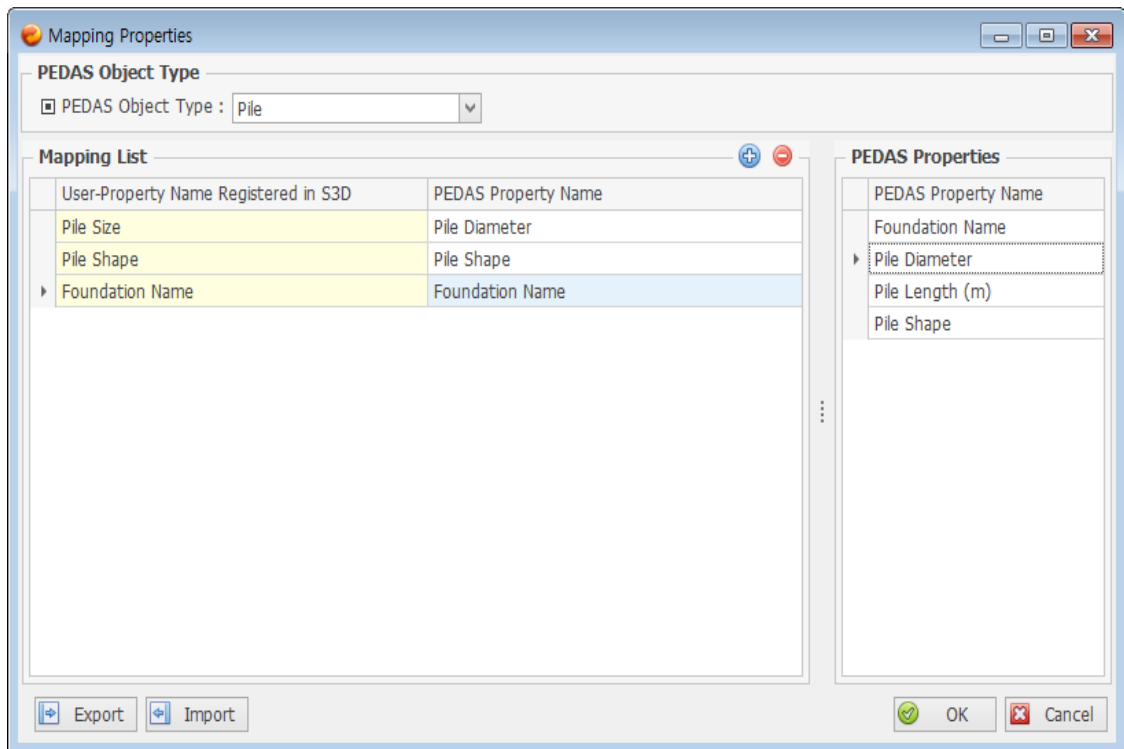 Mapping Properties
PEDAS Object Type
PEDAS Object Type : Pile
Mapping List
PEDAS Properties
User-Property Name Registered in S3D PEDAS Property Name
Pile Size Pile Diameter
Pile Shape Pile Shape
Foundation Name Foundation Name
PEDAS Property Name
Foundation Name
Pile Diameter
Pile Length (m)
Pile Shape
Export Import OK Cancel